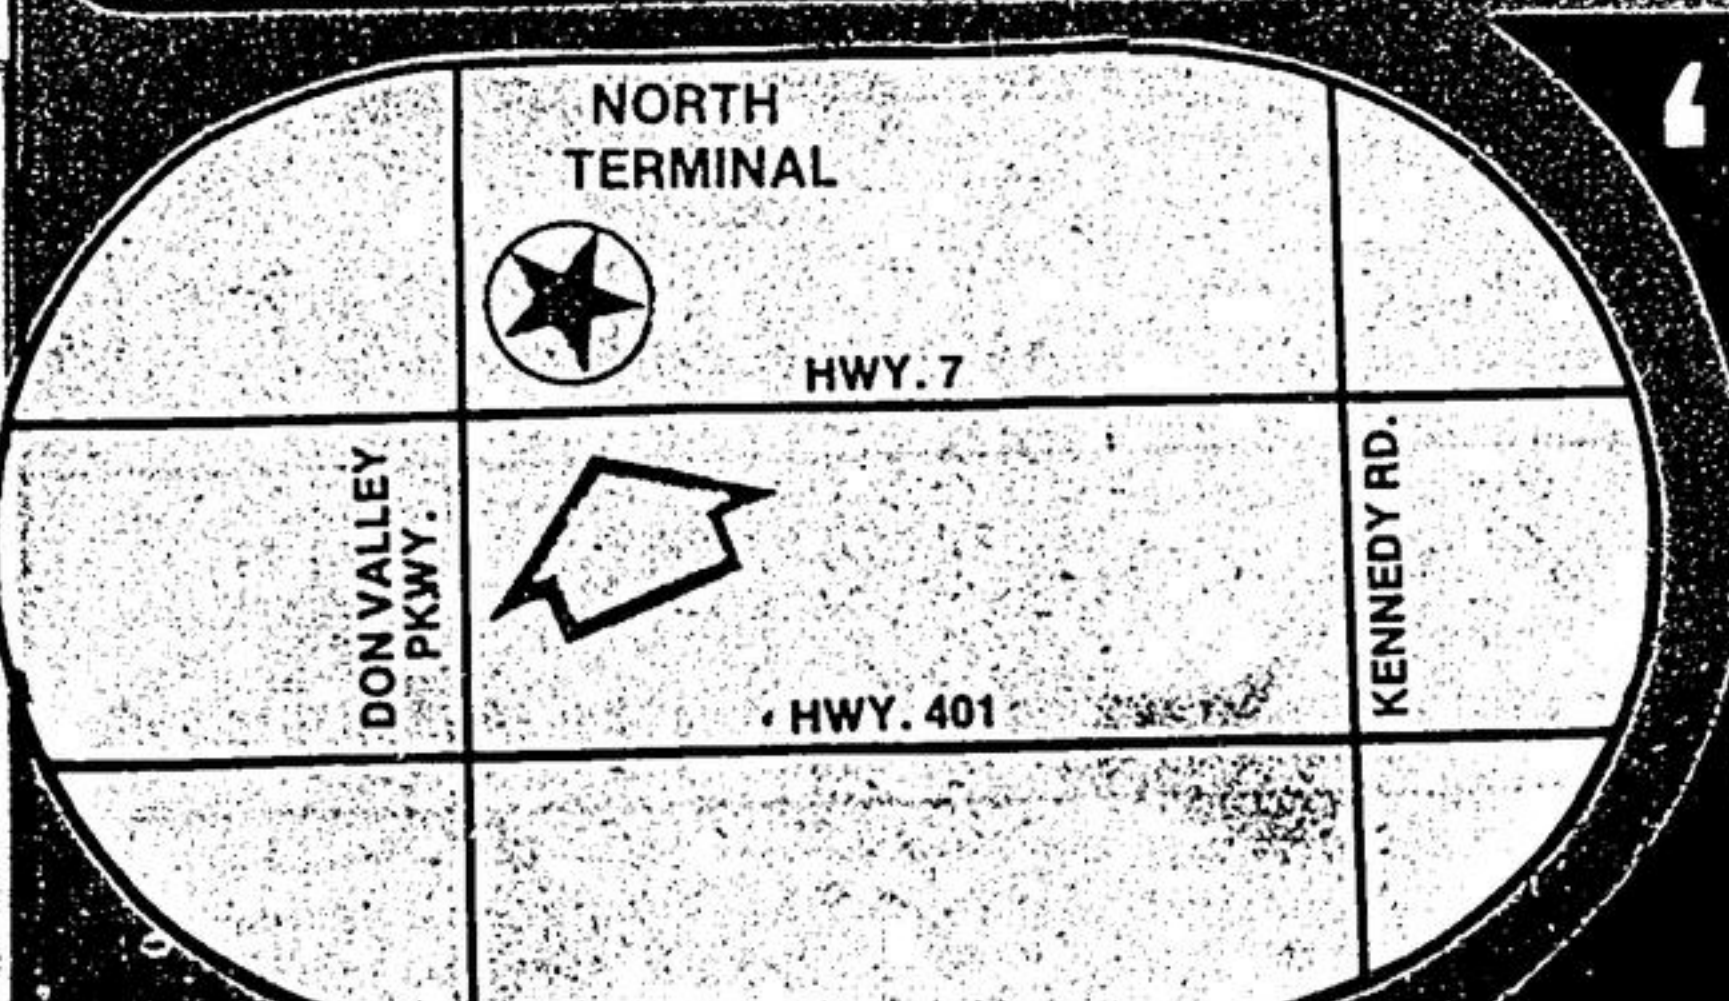 NORTH
TERMINAL
HWY. 7
DON VALLEY
PKWY.
KENNEDY RD.
HWY. 401